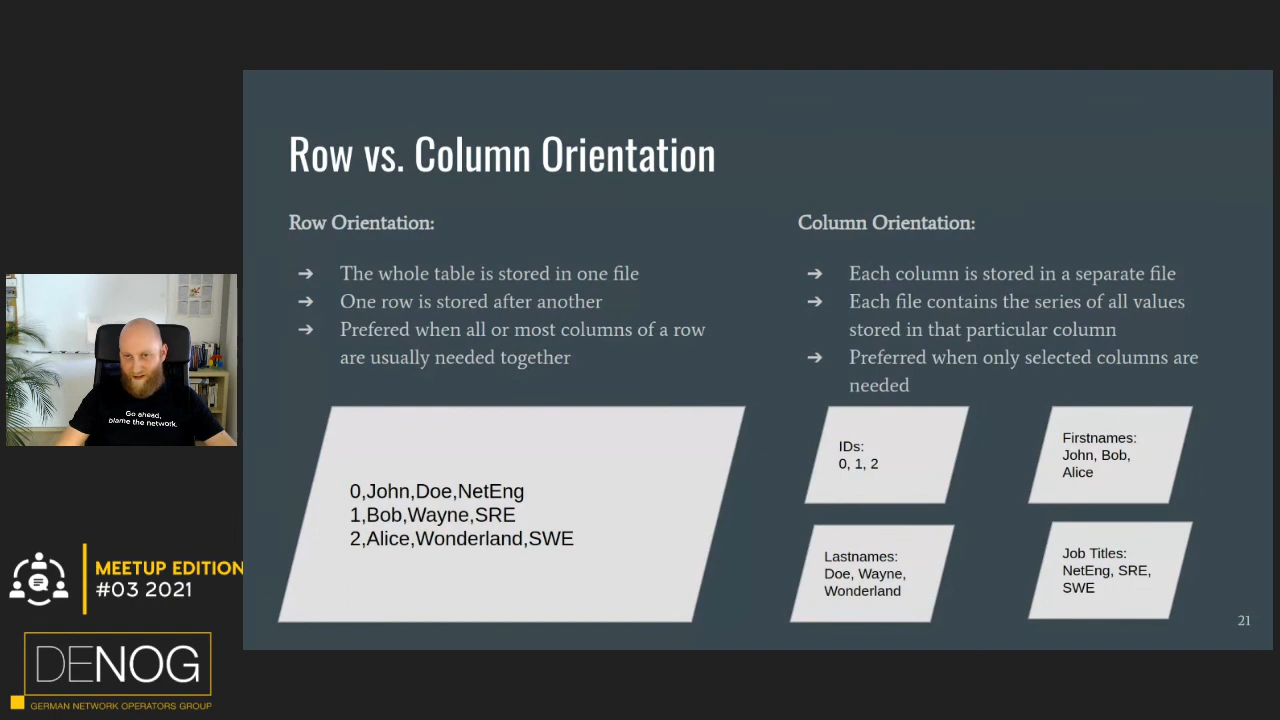 Row vs. Column Orientation
Row Orientation:
➔ The whole table is stored in one file
➔ One row is stored after another
➔ Prefered when all or most columns of a row
are usually needed together
0,John,Doe,NetEng
1,Bob,Wayne,SRE
2,Alice,Wonderland,SWE
Column Orientation:
➔ Each column is stored in a separate file
➔ Each file contains the series of all values
stored in that particular column
➔ Preferred when only selected columns are
needed
IDs:
0, 1, 2
Firstnames:
John, Bob,
Alice
Lastnames:
Doe, Wayne,
Wonderland
Job Titles:
NetEng, SRE,
SWE
21
Go ahead,
blame the network.
MEETUP EDITION
#03 2021
DENOG
GERMAN NETWORK OPERATORS GROUP